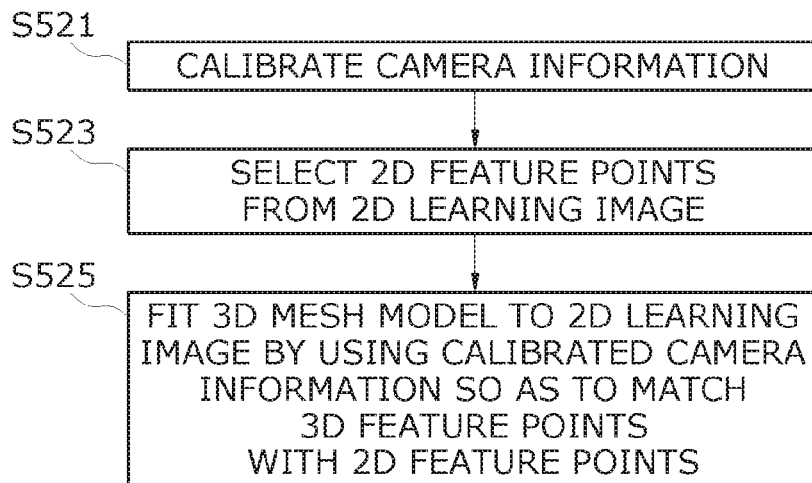 S521
CALIBRATE CAMERA INFORMATION
S523
SELECT 2D FEATURE POINTS
FROM 2D LEARNING IMAGE
S525
FIT 3D MESH MODEL TO 2D LEARNING
IMAGE BY USING CALIBRATED CAMERA
INFORMATION SO AS TO MATCH
3D FEATURE POINTS
WITH 2D FEATURE POINTS